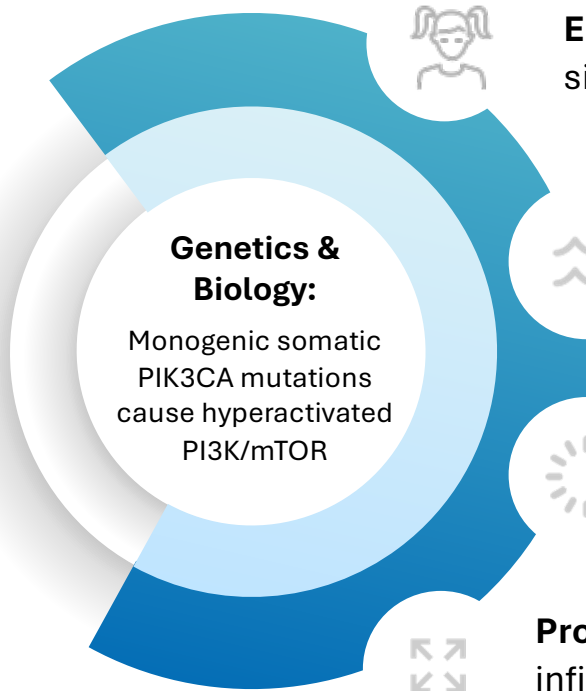 Genetics &
Biology:
Monogenic somatic
PIK3CA mutations
cause hyperactivated
PI3K/mTOR